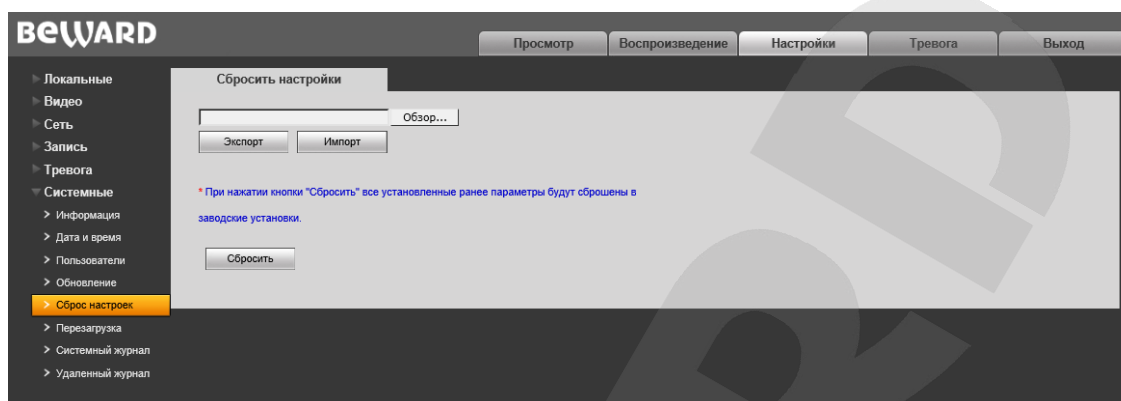 BEWARD
Просмотр Воспроизведение Настройки Тревога Выход
Локальные
Видео
Сеть
Запись
Тревога
Системные
Информация
Дата и время
Пользователи
Обновление
Сброс настроек
Перезагрузка
Системный журнал
Удаленный журнал
Сбросить настройки
Обзор...
Экспорт Импорт
* При нажатии кнопки "Сбросить" все установленные ранее параметры будут сброшены в
заводские установки.
Сбросить